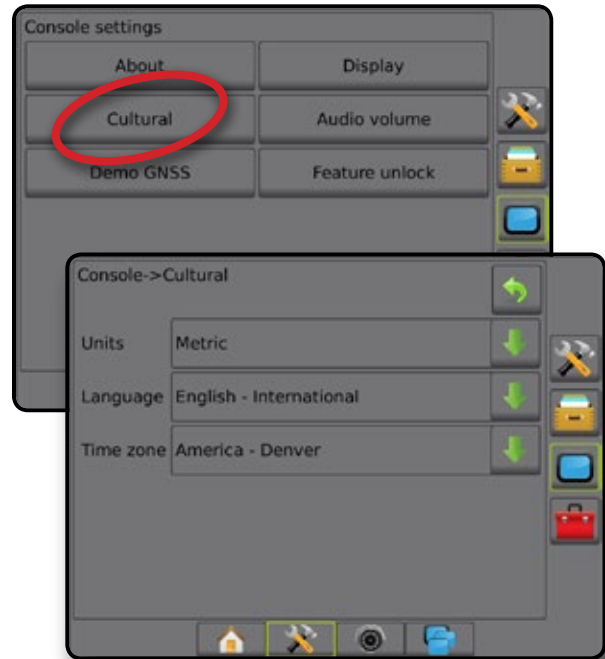 Console settings
About Display
Cultural Audio volume
Demo GNSS Feature unlock
Console->Cultural
Units Metric
Language English - International
Time zone America - Denver